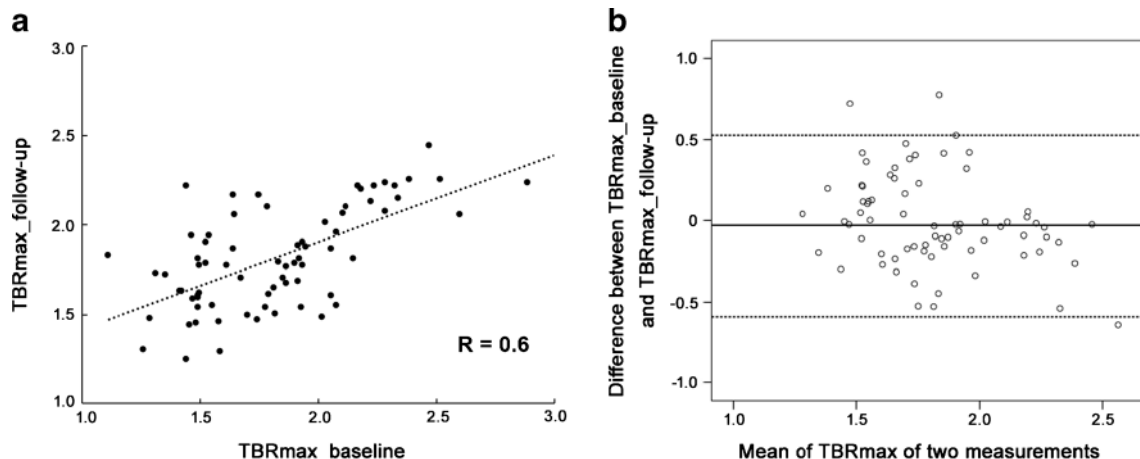 a
3.0
2.5
2.0
1.5
1.0
TBRmax_follow-up
R = 0.6
1.0 1.5 2.0 2.5 3.0
TBRmax_baseline
b
1.0
0.5
0
-0.5
-1.0
Difference between TBRmax_baseline
and TBRmax_follow-up
1.0 1.5 2.0 2.5
Mean of TBRmax of two measurements